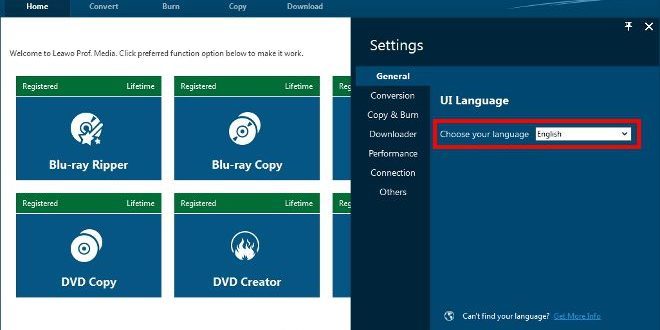 Home Convert Burn Copy Download
Welcome to Leawo Prof. Media. Click preferred function option below to make it work.
Registered Lifetime
Blu-ray Ripper
Registered Lifetime
Blu-ray Copy
Registered Lifetime
DVD Copy
Registered Lifetime
DVD Creator
Settings
General
Conversion
Copy & Burn
Downloader
Performance
Connection
Others
UI Language
Choose your language English
Can't find your language? Get More Info